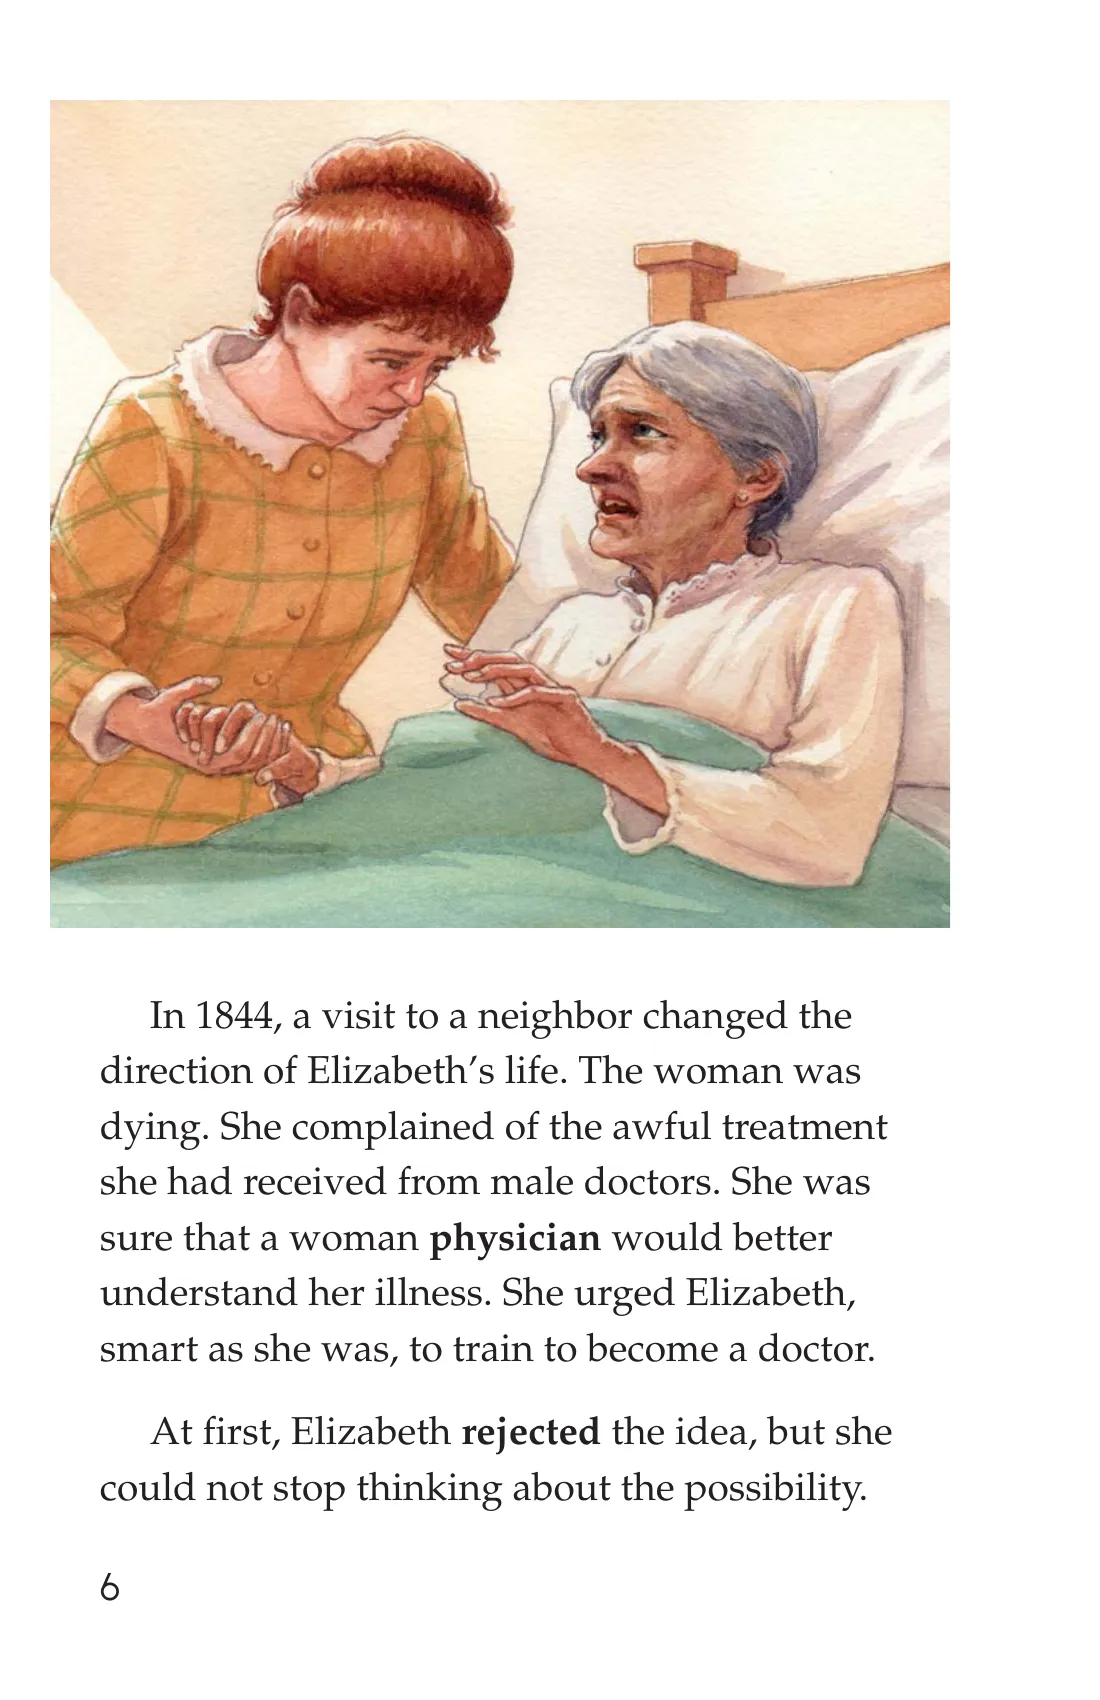 In 1844, a visit to a neighbor changed the
direction of Elizabeth’s life. The woman was
dying. She complained of the awful treatment
she had received from male doctors. She was
sure that a woman physician would better
understand her illness. She urged Elizabeth,
smart as she was, to train to become a doctor.
At first, Elizabeth rejected the idea, but she
could not stop thinking about the possibility.
6